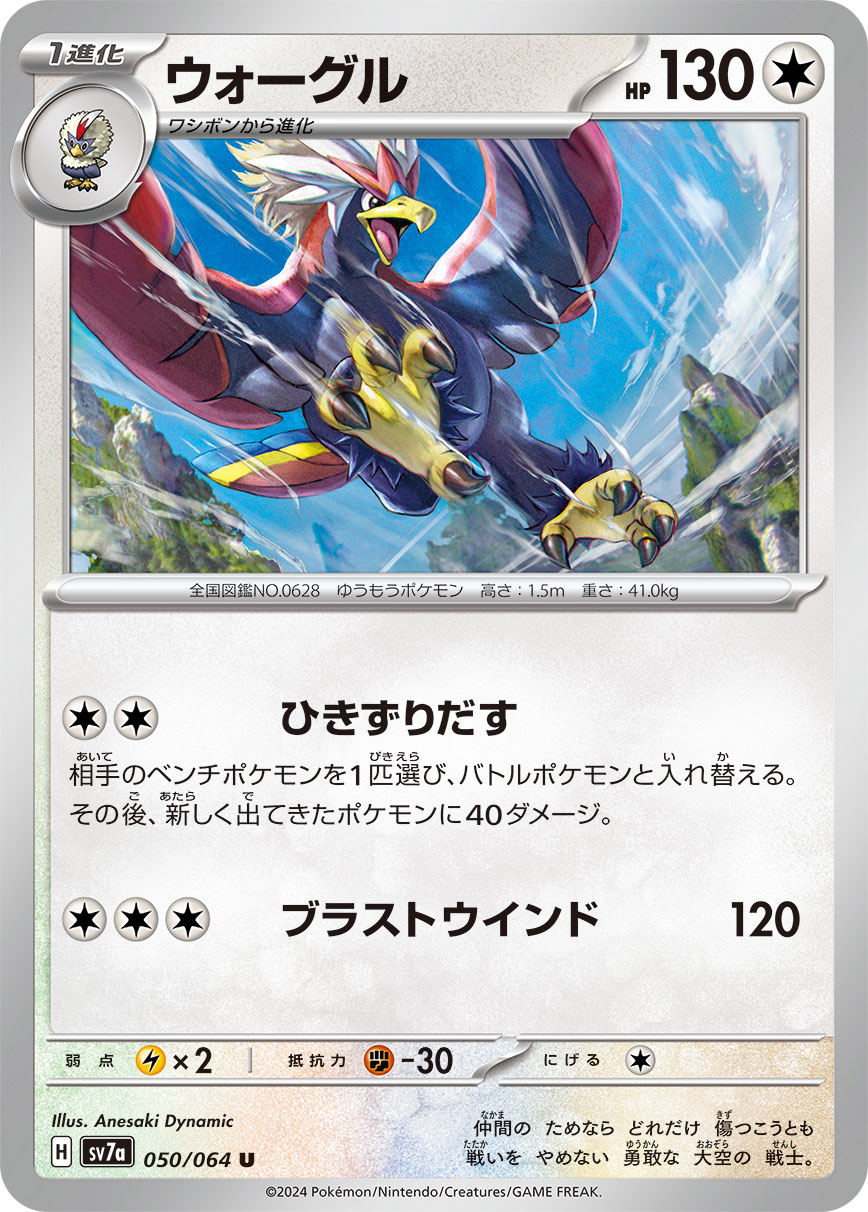 1進化
ウォーグル
HP 130
ワシボンから進化
全国図鑑NO.0628 ゆうもうポケモン 高さ:1.5m 重さ:41.0kg
ひきずりだす
相手のベンチポケモンを1匹選び、バトルポケモンと入れ替える。
その後、新しく出てきたポケモンに40ダメージ。
ブラストウインド 120
弱点 ×2 抵抗力 -30 にげる
Illus. Anesaki Dynamic
仲間の ためなら どれだけ 傷つこうとも
戦いを やめない 勇敢な 大空の 戦士。
H sv7a 050/064 U
©2024 Pokémon/Nintendo/Creatures/GAME FREAK.